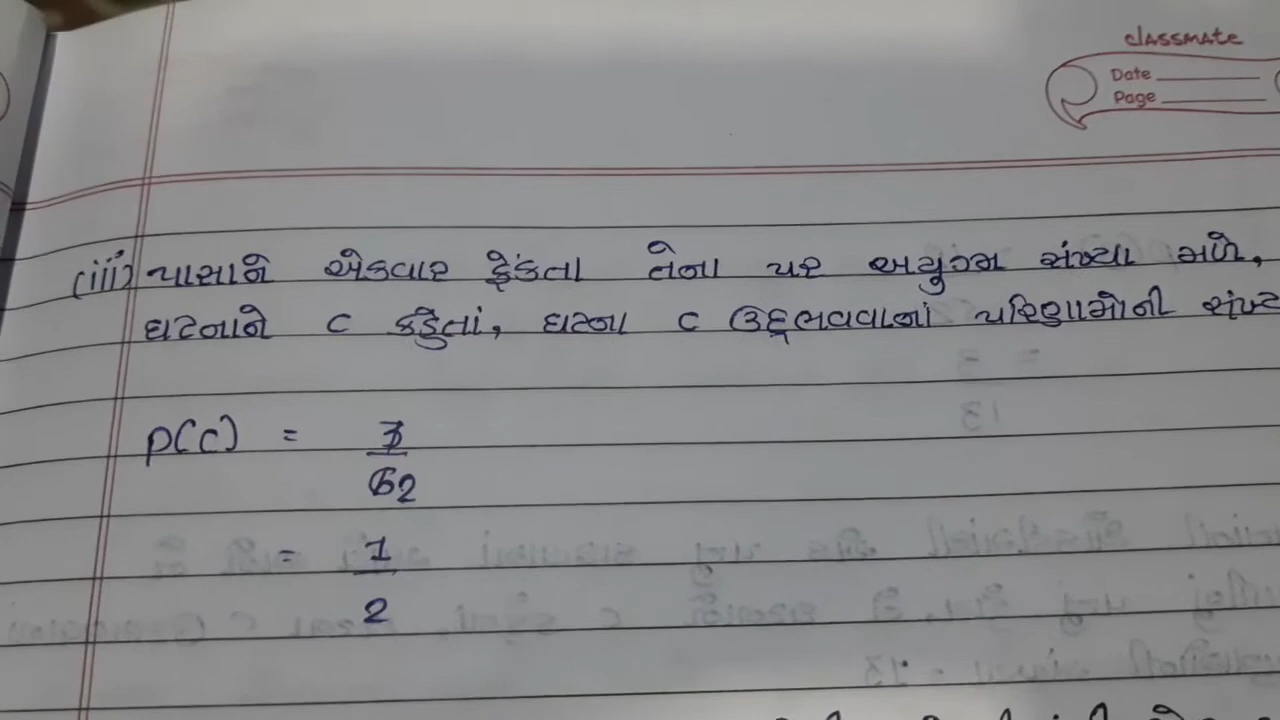 classmate
Date
Page
(iii) પાસાને એકવાર ફેંકતા તેના પર અયુગ્મ સંખ્યા મળે,
ઘટનાને C કહેતાં, ઘટના C ઉદ્દ્ભવવાનાં પરિણામોની
P(C) = 3
6 2
= 1
2